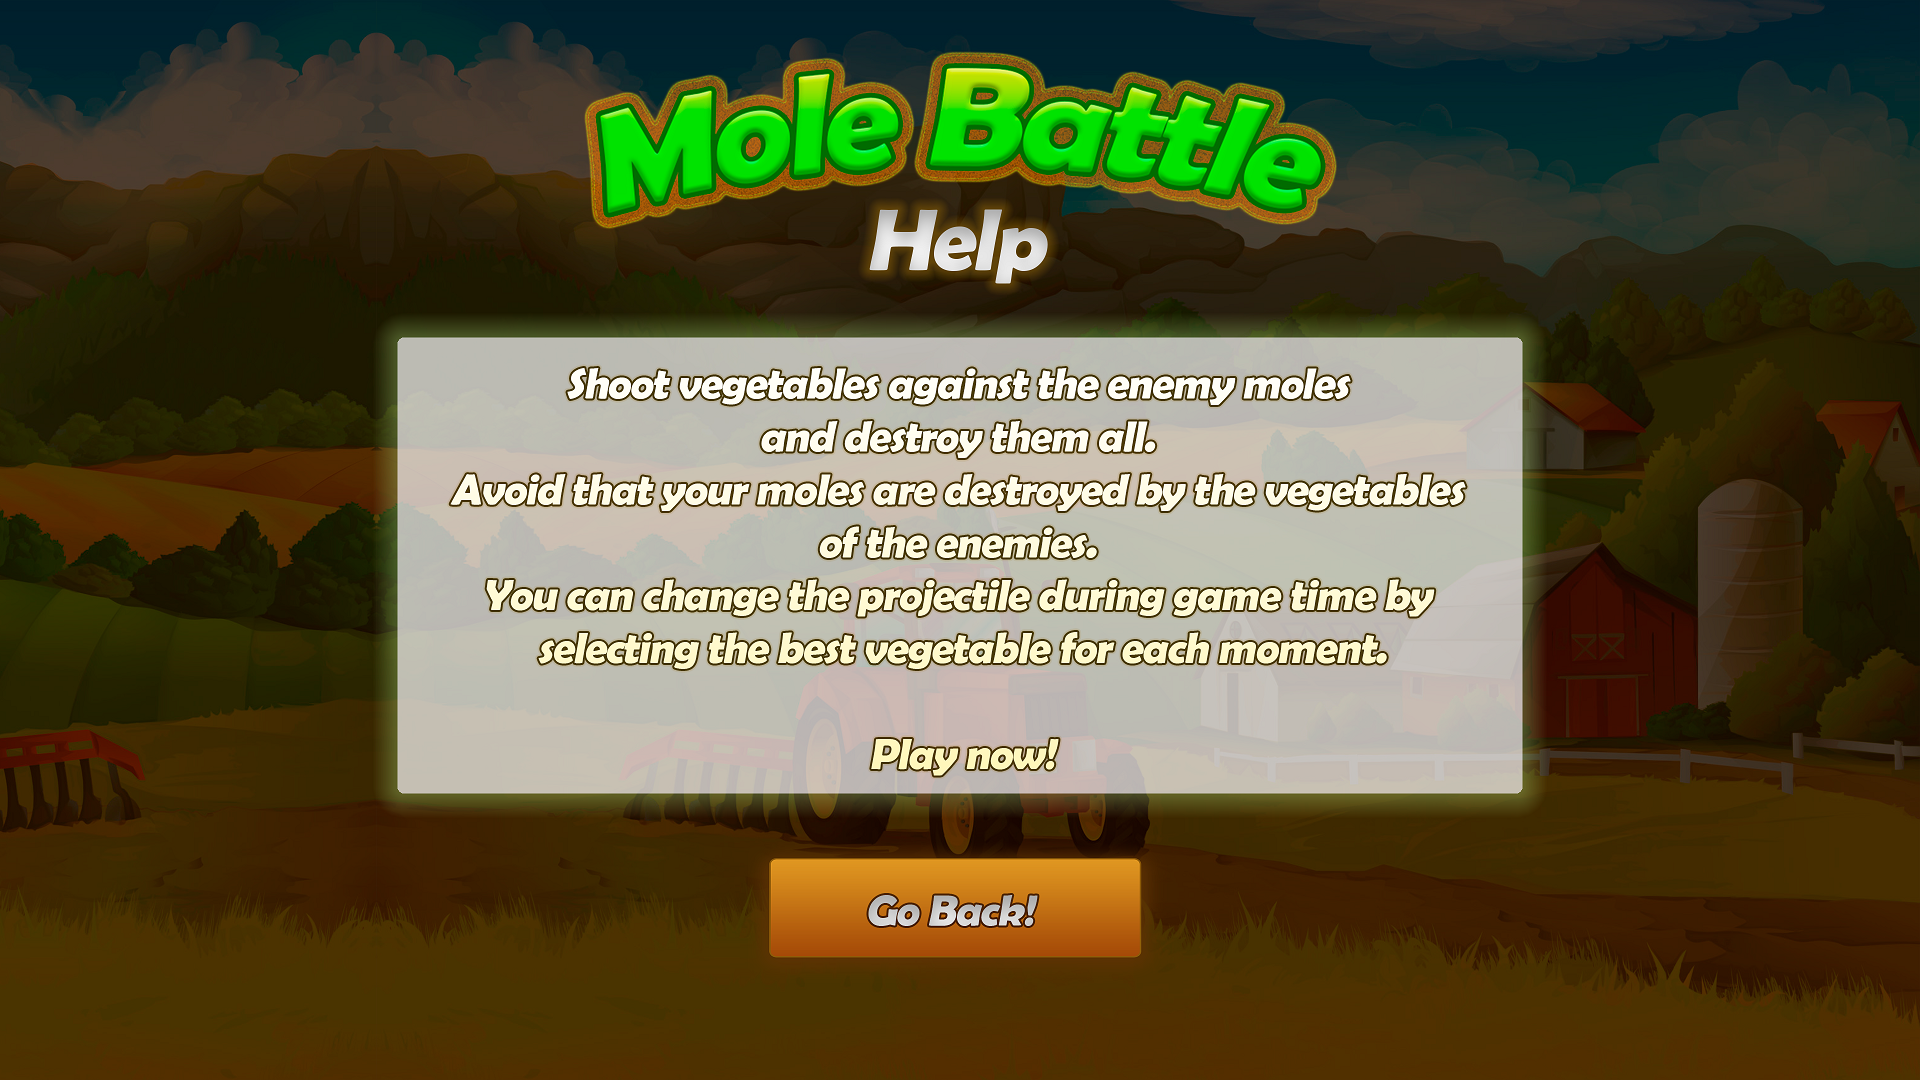 Mole Battle
Help
Shoot vegetables against the enemy moles
and destroy them all.
Avoid that your moles are destroyed by the vegetables
of the enemies.
You can change the projectile during game time by
selecting the best vegetable for each moment.
Play now!
Go Back!